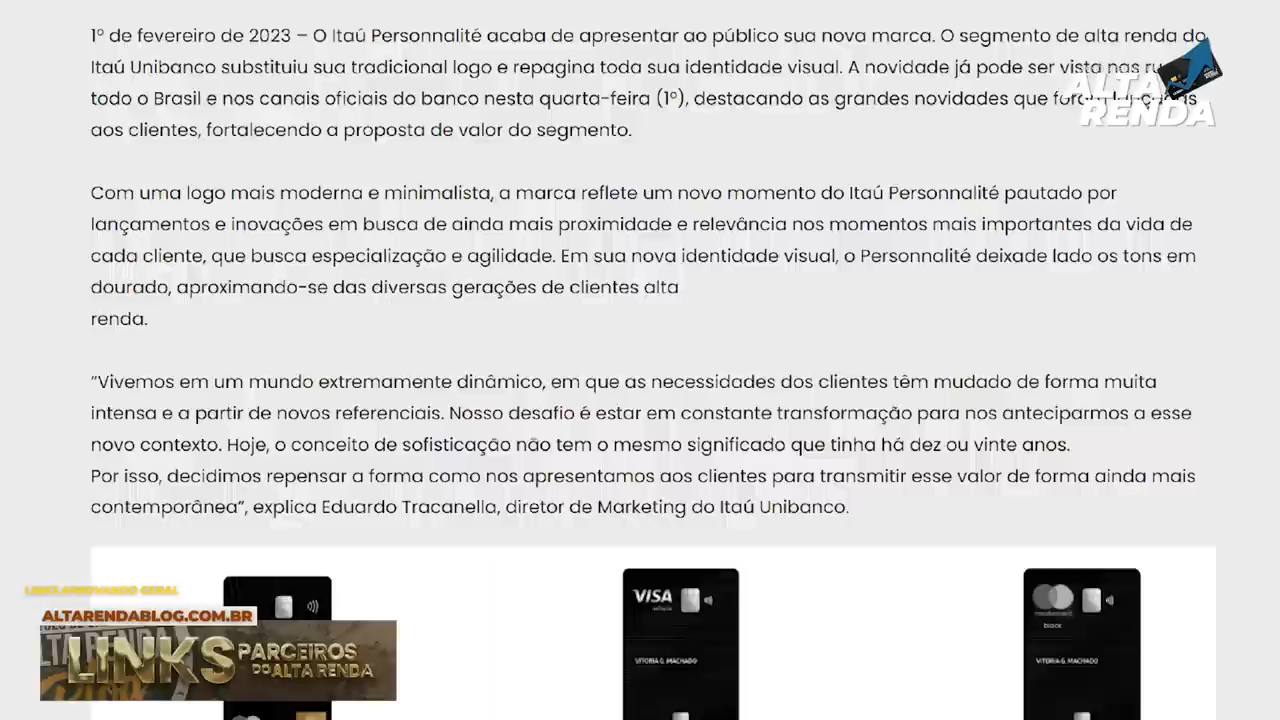 1º de fevereiro de 2023 – O Itaú Personnalité acaba de apresentar ao público sua nova marca. O segmento de alta renda do
Itaú Unibanco substituiu sua tradicional logo e repagina toda sua identidade visual. A novidade já pode ser vista nas
todo o Brasil e nos canais oficiais do banco nesta quarta-feira (1º), destacando as grandes novidades que
aos clientes, fortalecendo a proposta de valor do segmento.
ALTA
RENDA
Com uma logo mais moderna e minimalista, a marca reflete um novo momento do Itaú Personnalité pautado por
lançamentos e inovações em busca de ainda mais proximidade e relevância nos momentos mais importantes da vida de
cada cliente, que busca especialização e agilidade. Em sua nova identidade visual, o Personnalité deixade lado os tons em
dourado, aproximando-se das diversas gerações de clientes alta
renda.
“Vivemos em um mundo extremamente dinâmico, em que as necessidades dos clientes têm mudado de forma muita
intensa e a partir de novos referenciais. Nosso desafio é estar em constante transformação para nos anteciparmos a esse
novo contexto. Hoje, o conceito de sofisticação não tem o mesmo significado que tinha há dez ou vinte anos.
Por isso, decidimos repensar a forma como nos apresentamos aos clientes para transmitir esse valor de forma ainda mais
contemporânea”, explica Eduardo Tracanella, diretor de Marketing do Itaú Unibanco.
LINKS APROVANDO GERAL
ALTARENDABLOG.COM.BR
ALTA RENDA
LINKS PARCEIROS
DO ALTA RENDA
VISA
VITORIA G. MACHADO
mastercard
black
VITORIA G. MACHADO